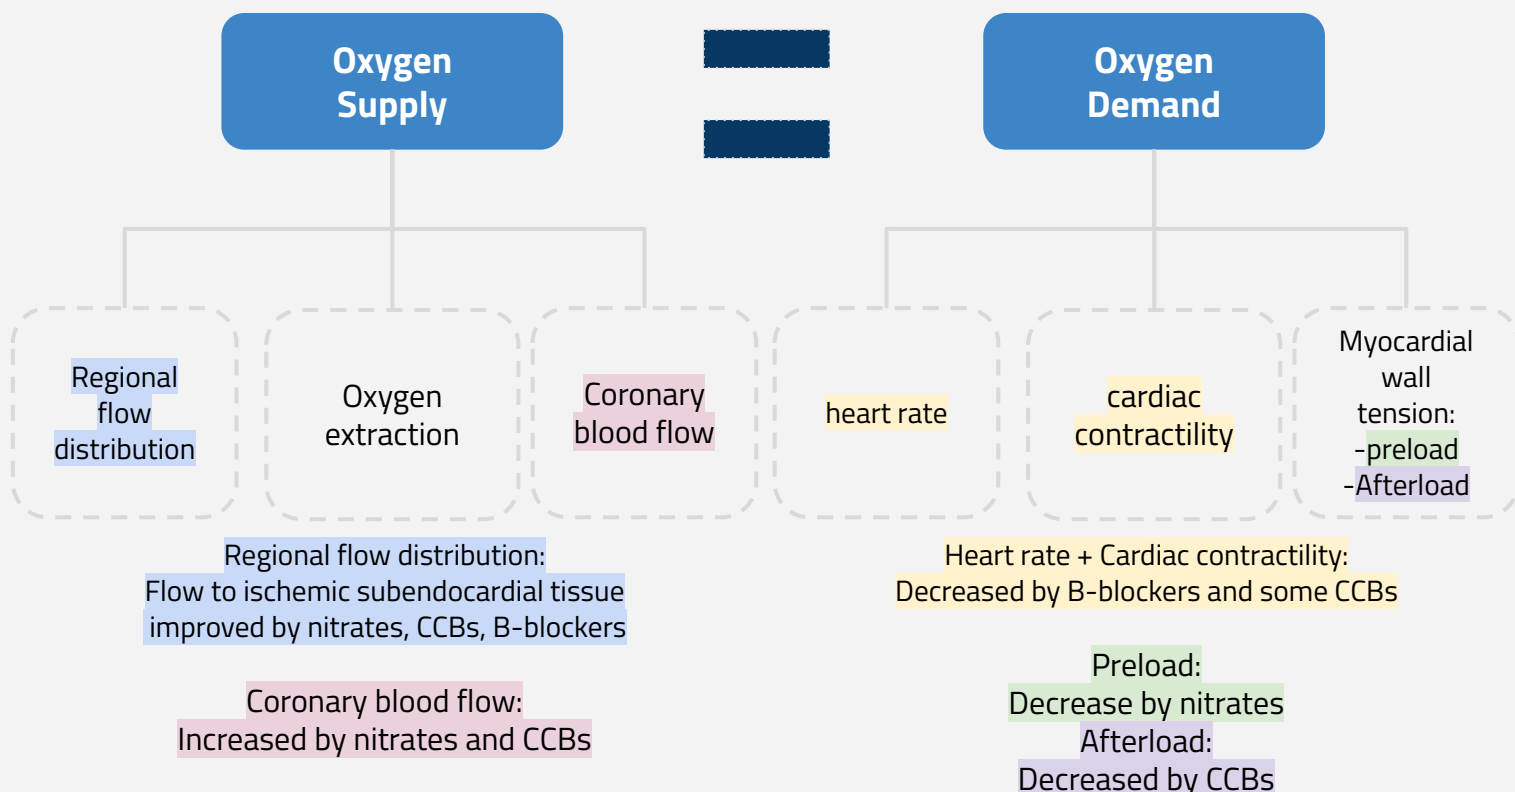 Oxygen
Supply
Oxygen
Demand
Regional
flow
distribution
Oxygen
extraction
Coronary
blood flow
heart rate
cardiac
contractility
Myocardial
wall
tension:
-preload
-Afterload
Regional flow distribution:
Flow to ischemic subendocardial tissue
improved by nitrates, CCBs, B-blockers
Coronary blood flow:
Increased by nitrates and CCBs
Heart rate + Cardiac contractility:
Decreased by B-blockers and some CCBs
Preload:
Decrease by nitrates
Afterload:
Decreased by CCBs